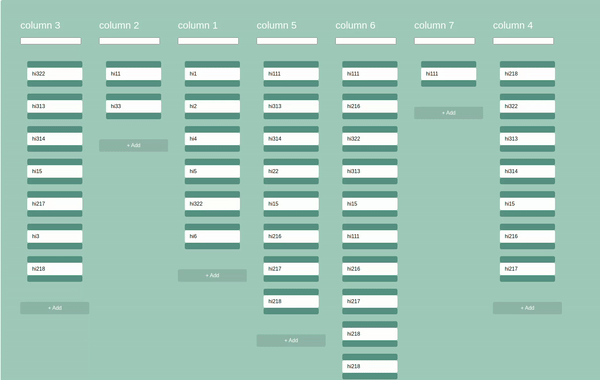 column 3
hi322
hi313
hi314
hi15
hi217
hi3
hi218
+ Add
column 2
hi11
hi33
+ Add
column 1
hi1
hi2
hi4
hi5
hi322
hi6
+ Add
column 5
hi111
hi313
hi314
hi22
hi15
hi216
hi217
hi218
+ Add
column 6
hi111
hi216
hi322
hi313
hi15
hi111
hi216
hi217
hi218
hi218
column 7
hi111
+ Add
column 4
hi218
hi322
hi313
hi314
hi15
hi216
hi217
+ Add